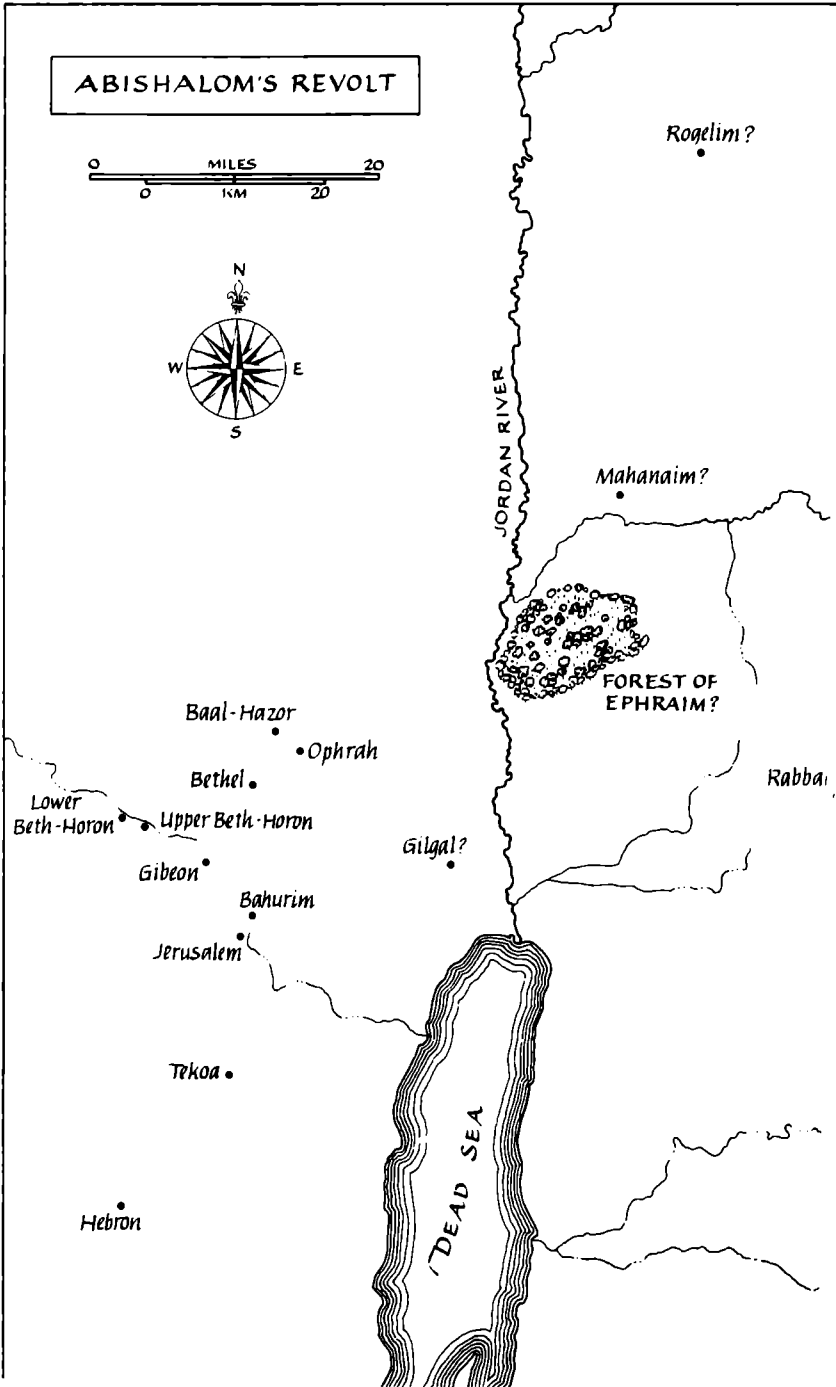 ABISHALOM'S REVOLT
0 MILES 20
0 KM 20
N
W E
S
Rogelim?
JORDAN RIVER
Mahanaim?
FOREST OF
EPHRAIM?
Baal-Hazor
Ophrah
Bethel
Rabba
Lower
Beth-Horon
Upper Beth-Horon
Gilgal?
Gibeon
Bahurim
Jerusalem
Tekoa
DEAD SEA
Hebron